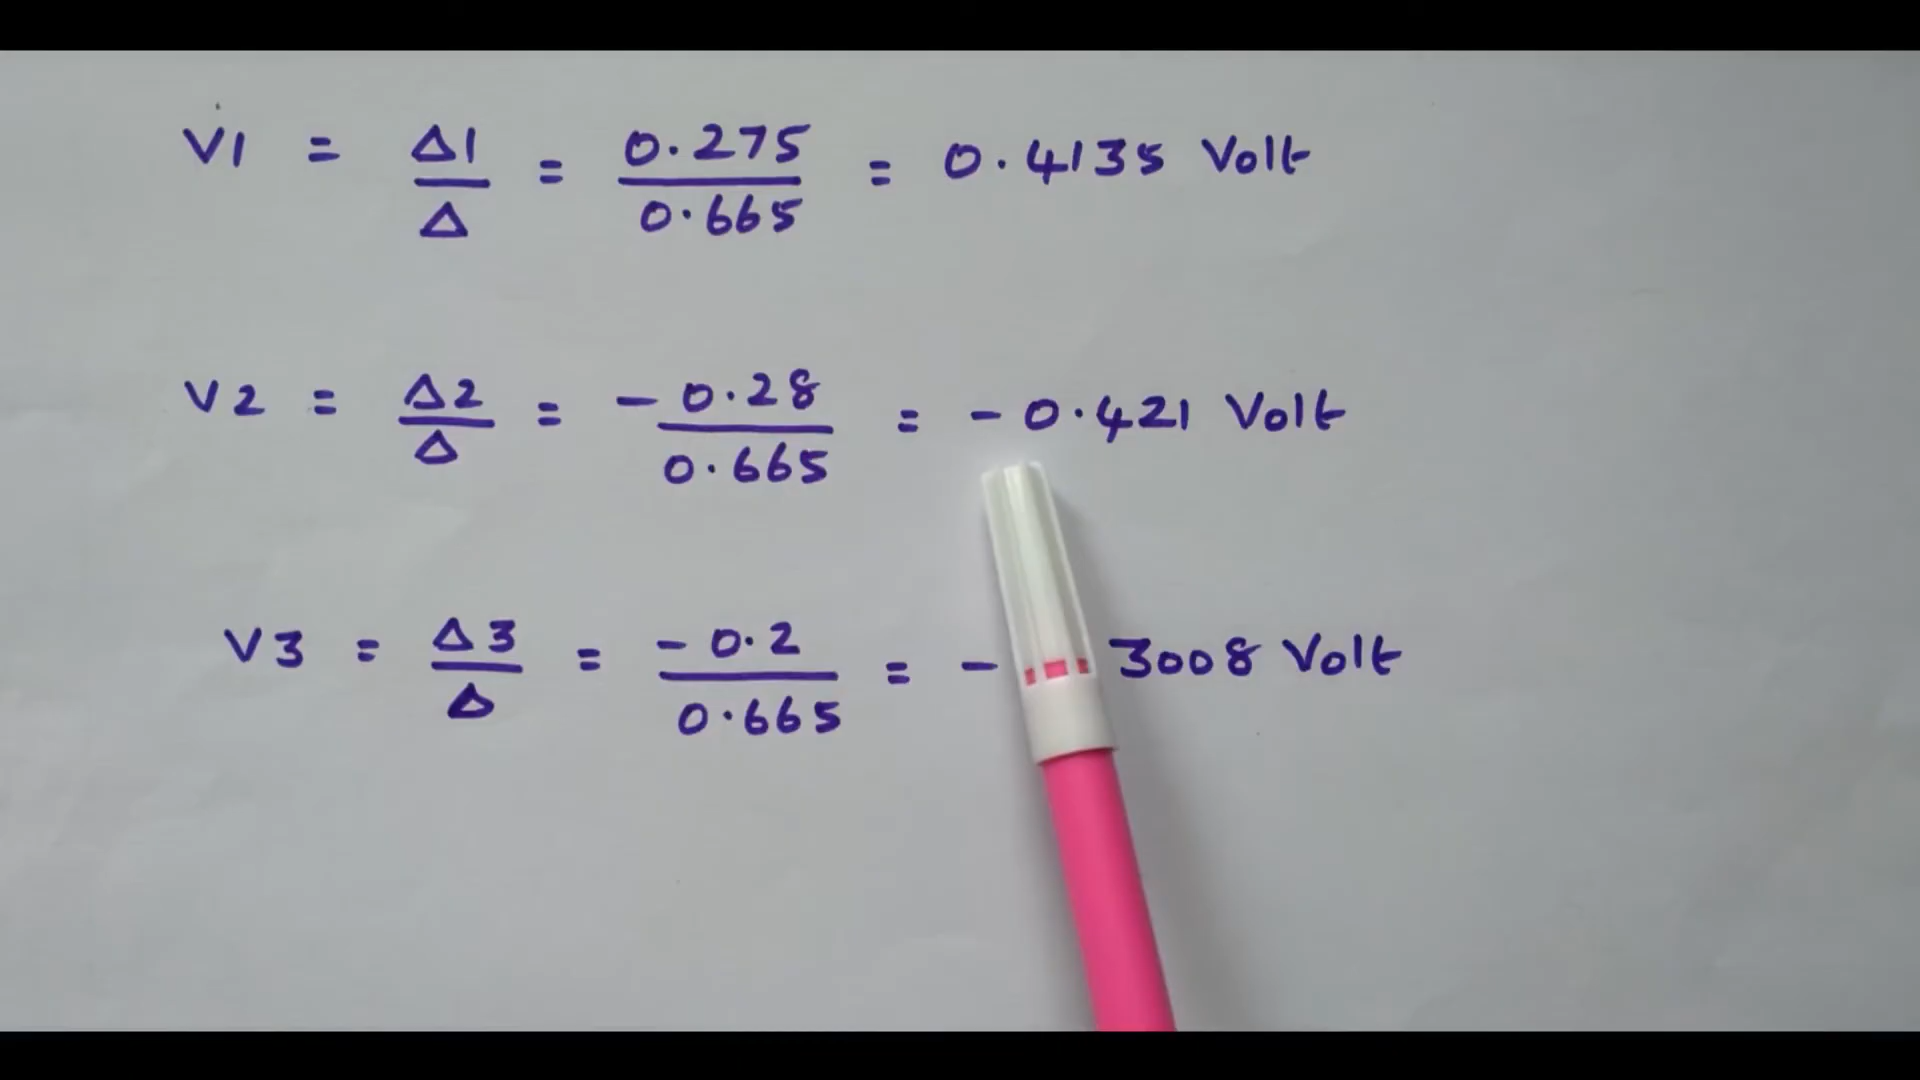 V1 = Δ1/Δ = 0.275/0.665 = 0.4135 Volt
V2 = Δ2/Δ = -0.28/0.665 = -0.421 Volt
V3 = Δ3/Δ = -0.2/0.665 = - 3008 Volt